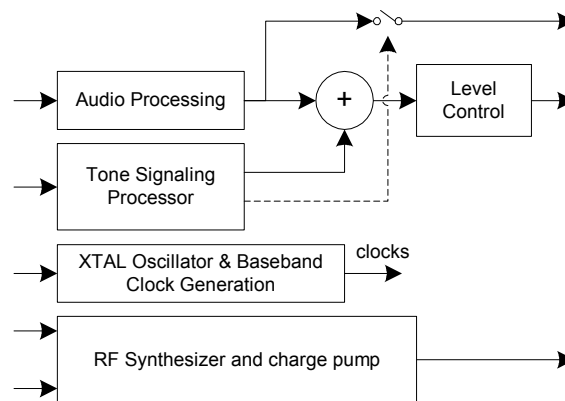 Audio Processing
+
Level
Control
Tone Signaling
Processor
XTAL Oscillator & Baseband
Clock Generation
clocks
RF Synthesizer and charge pump